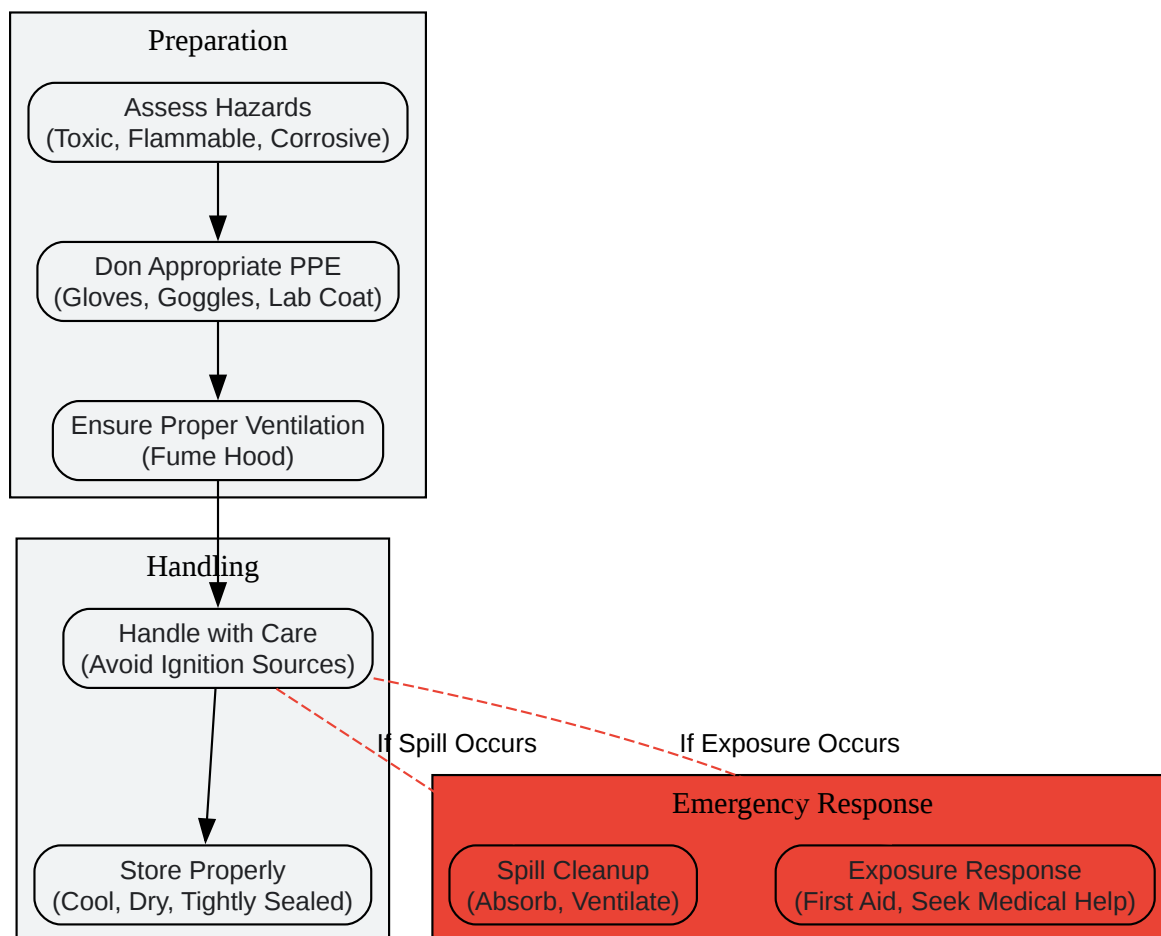 Preparation
Assess Hazards
(Toxic, Flammable, Corrosive)
Don Appropriate PPE
(Gloves, Goggles, Lab Coat)
Ensure Proper Ventilation
(Fume Hood)
Handling
Handle with Care
(Avoid Ignition Sources)
If Spill Occurs
If Exposure Occurs
Emergency Response
Store Properly
(Cool, Dry, Tightly Sealed)
Spill Cleanup
(Absorb, Ventilate)
Exposure Response
(First Aid, Seek Medical Help)